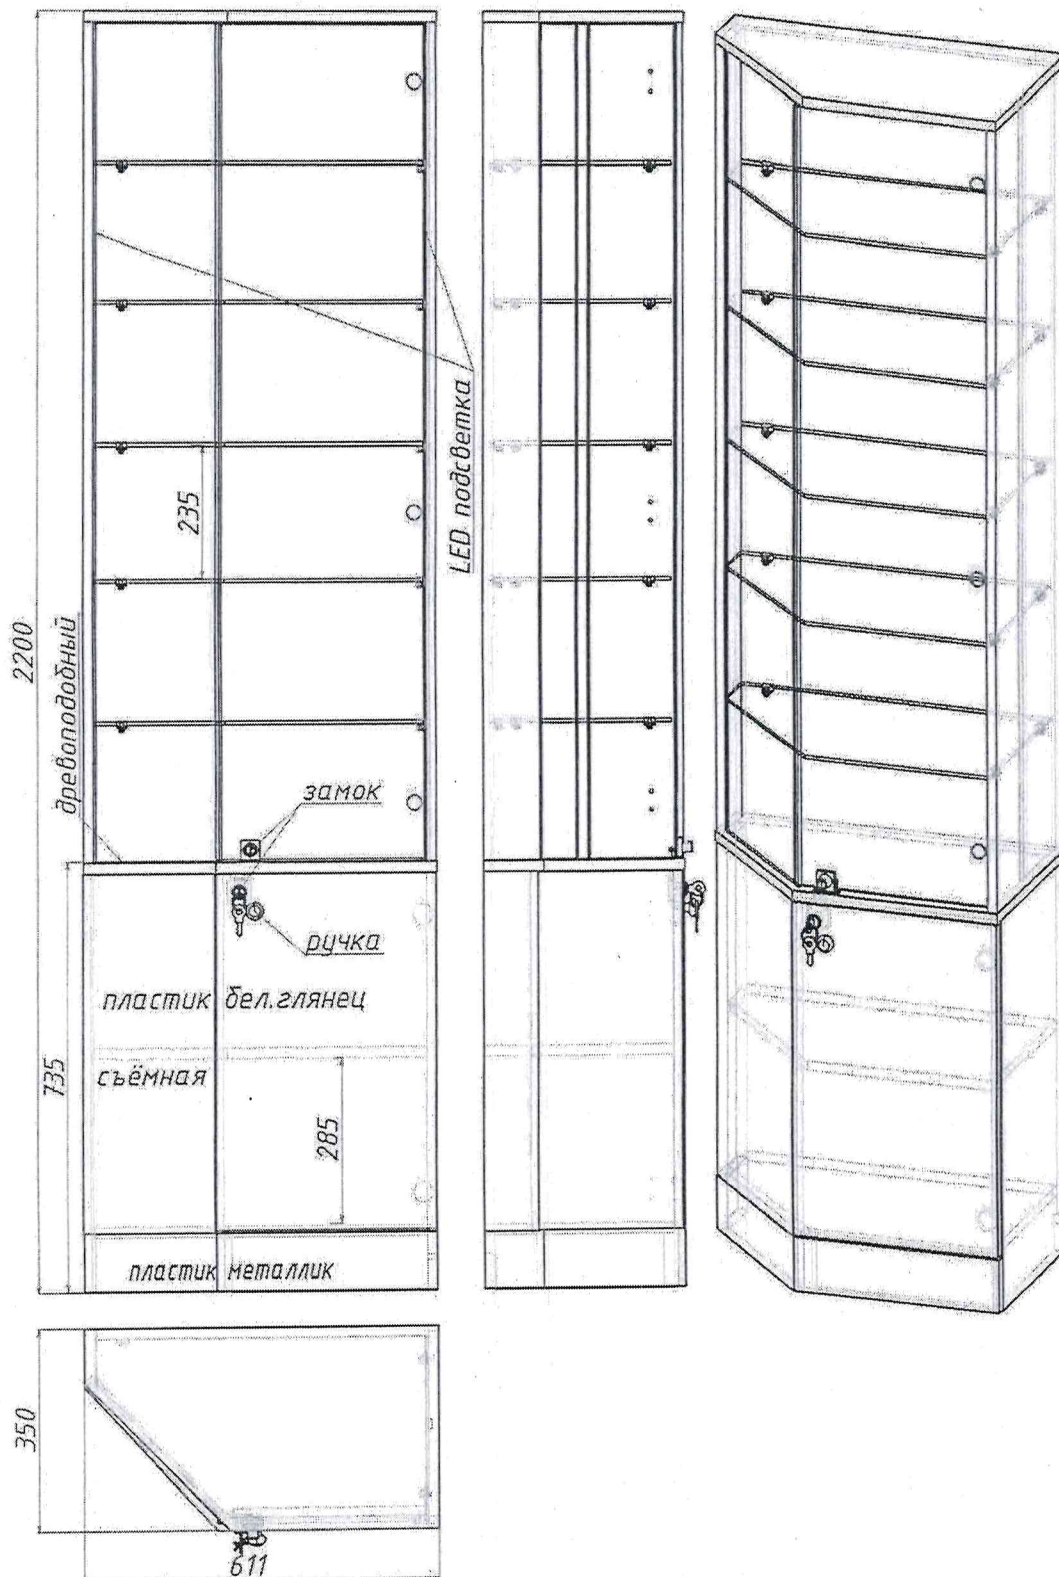 2200
древоподобный
235
LED подсветка
замок
ручка
пластик бел.глянец
съёмная
735
285
пластик металлик
350
611